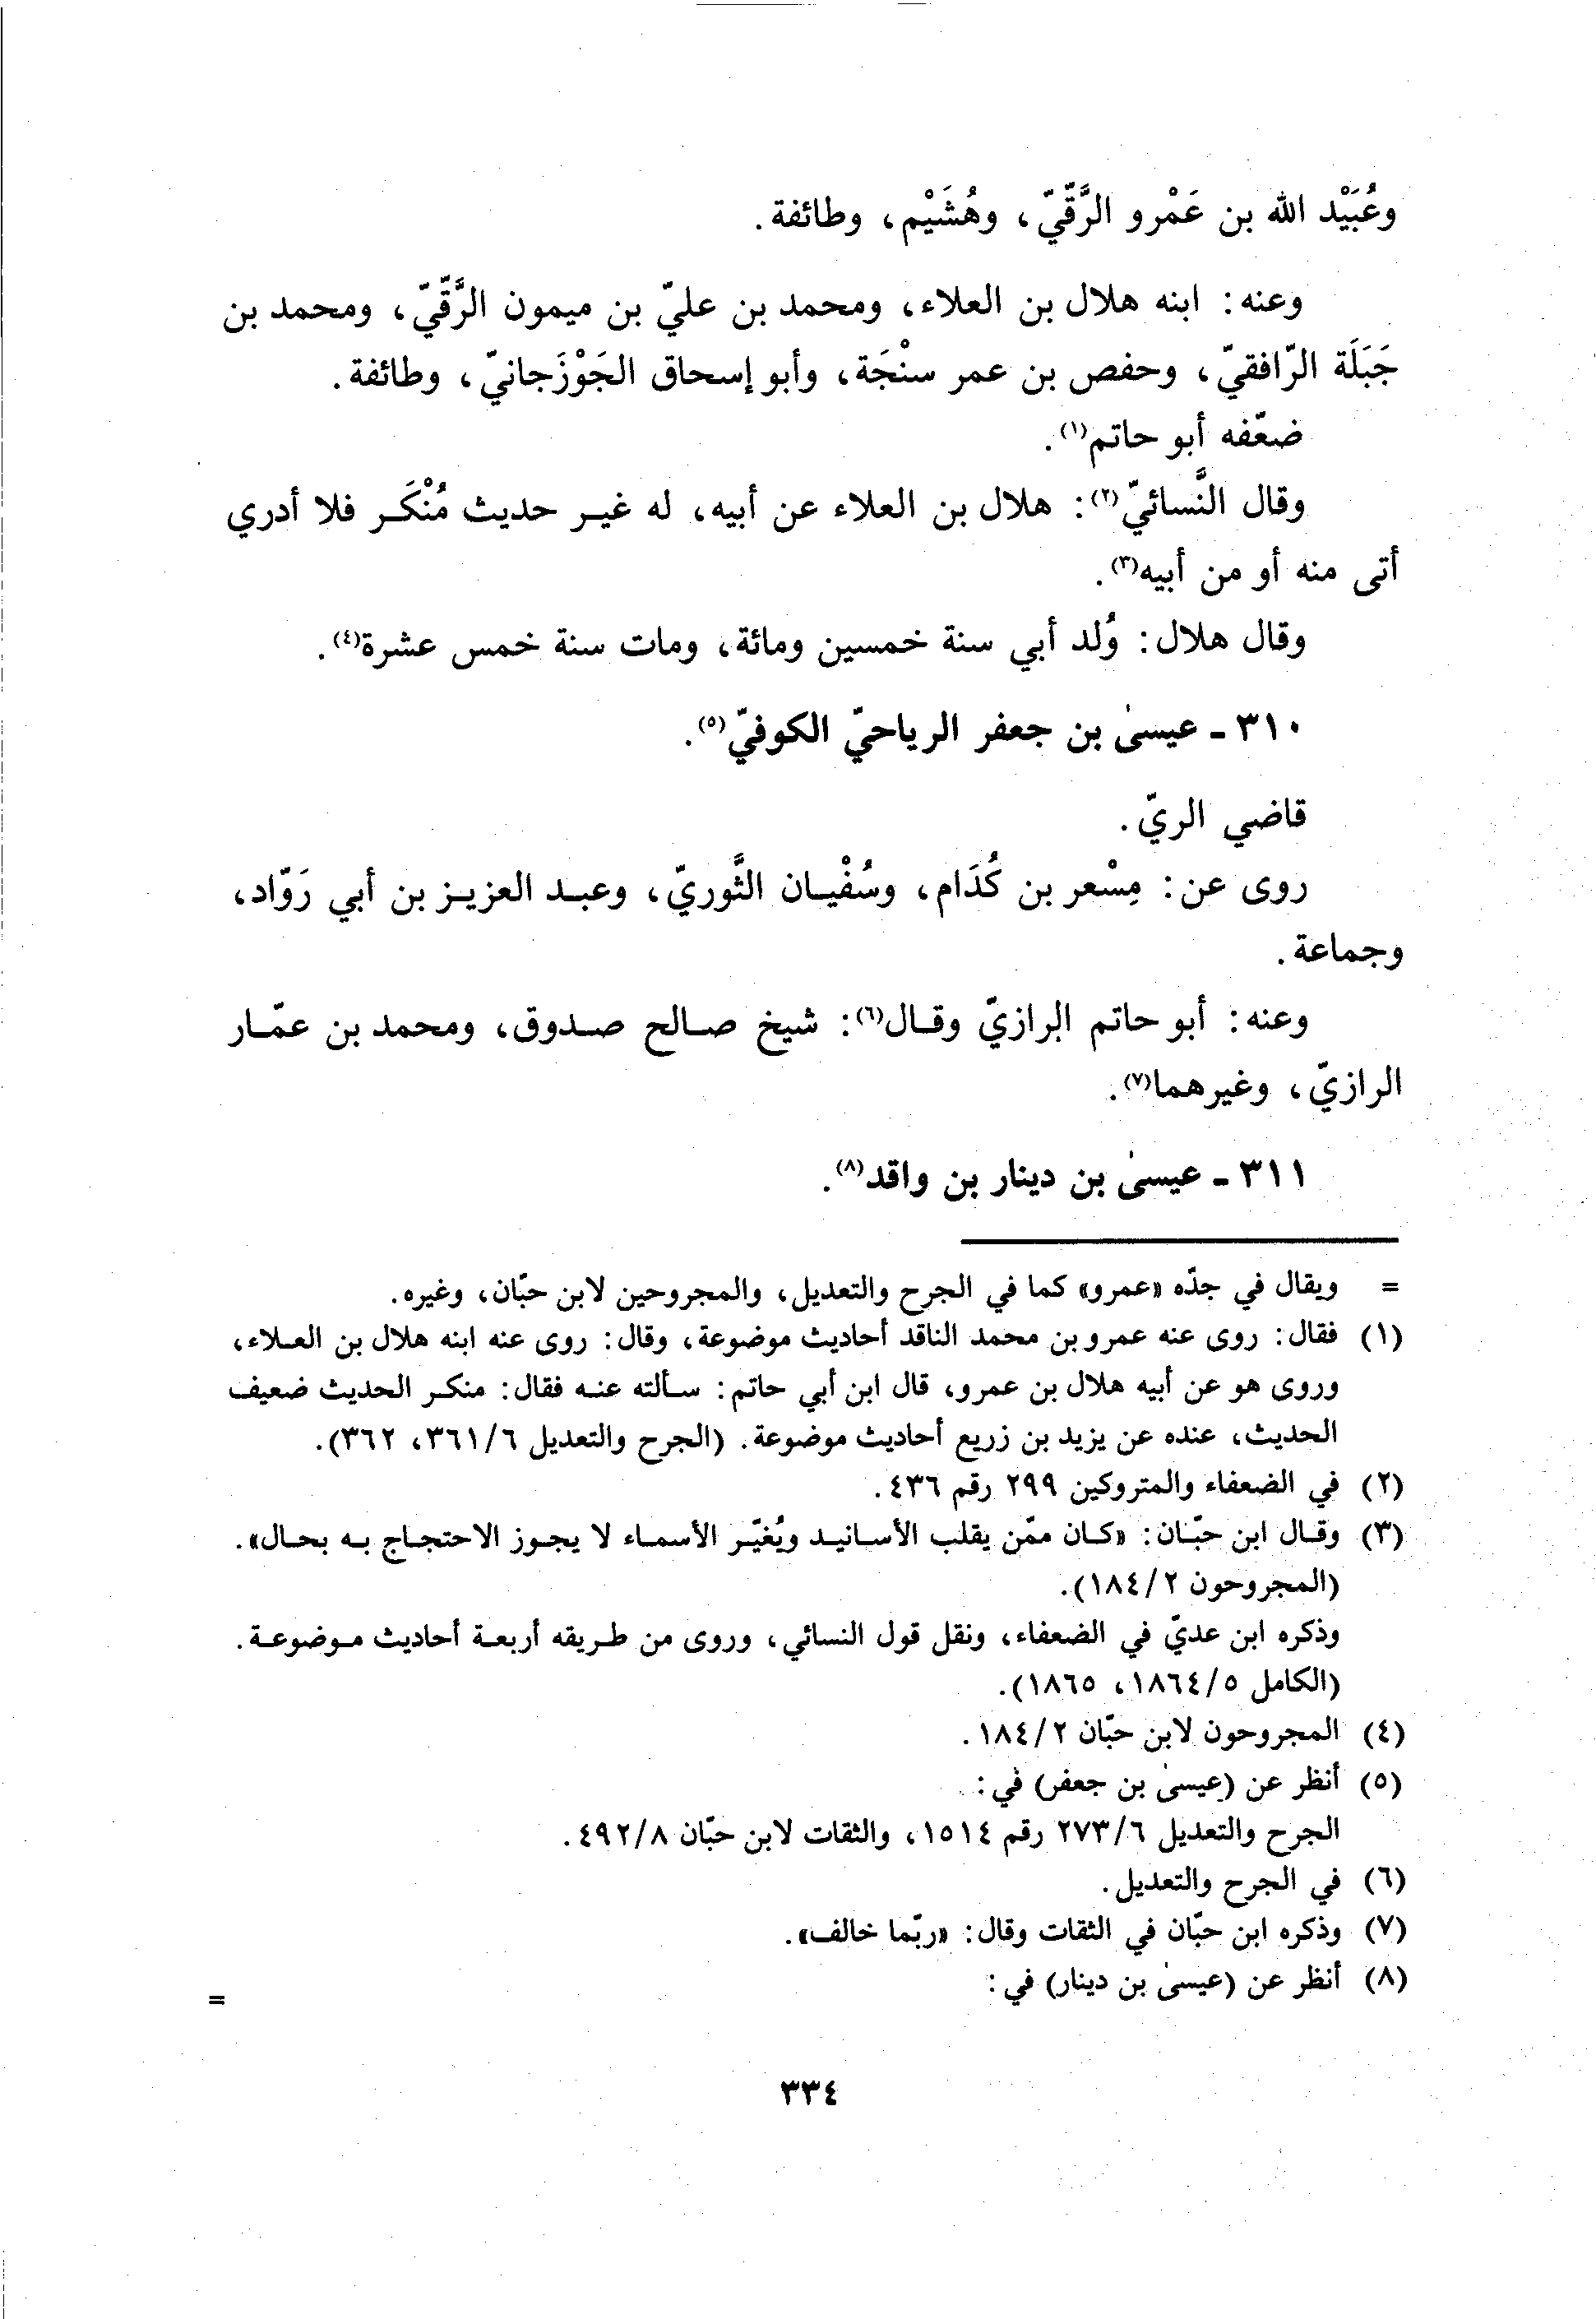 وعُبَيْد الله بن عَمْرو الرَّقّيّ، وهُشَيْم، وطائفة.
وعنه: ابنه هلال بن العلاء، ومحمد بن عليّ بن ميمون الرَّقّيّ، ومحمد بن
جَبَلَة الرّافقيّ، وحفص بن عمر سنْجَة، وأبو إسحاق الجَوْزَجانيّ، وطائفة.
ضعّفه أبو حاتم(١).
وقال النَّسائيّ(٢): هلال بن العلاء عن أبيه، له غير حديث مُنْكَر فلا أدري
أتى منه أو من أبيه(٣).
وقال هلال: وُلد أبي سنة خمسين ومائة، ومات سنة خمس عشرة(٤).
٣١٠ - عيسىٰ بن جعفر الرياحيّ الكوفيّ(٥).
قاضي الريّ.
روى عن: مِسْعر بن كُدَام، وسُفْيان الثَّوريّ، وعبد العزيز بن أبي رَوّاد،
وجماعة.
وعنه: أبو حاتم الرازيّ وقال(٦): شيخ صالح صدوق، ومحمد بن عمّار
الرازيّ، وغيرهما(٧).
٣١١ - عيسىٰ بن دينار بن واقد(٨).
= ويقال في جدّه «عمرو» كما في الجرح والتعديل، والمجروحين لابن حبّان، وغيره.
(١) فقال: روى عنه عمرو بن محمد الناقد أحاديث موضوعة، وقال: روى عنه ابنه هلال بن العلاء،
وروى هو عن أبيه هلال بن عمرو، قال ابن أبي حاتم: سألته عنه فقال: منكر الحديث ضعيف
الحديث، عنده عن يزيد بن زريع أحاديث موضوعة. (الجرح والتعديل ٣٦١/٦، ٣٦٢).
(٢) في الضعفاء والمتروكين ٢٩٩ رقم ٤٣٦.
(٣) وقال ابن حبّان: «كان ممّن يقلب الأسانيد ويُغيّر الأسماء لا يجوز الاحتجاج به بحال».
(المجروحون ١٨٤/٢).
وذكره ابن عديّ في الضعفاء، ونقل قول النسائي، وروى من طريقه أربعة أحاديث موضوعة.
(الكامل ١٨٦٤/٥، ١٨٦٥).
(٤) المجروحون لابن حبّان ١٨٤/٢.
(٥) أنظر عن (عيسىٰ بن جعفر) في:
الجرح والتعديل ٢٧٣/٦ رقم ١٥١٤، والثقات لابن حبّان ٤٩٢/٨.
(٦) في الجرح والتعديل.
(٧) وذكره ابن حبّان في الثقات وقال: «ربّما خالف».
(٨) أنظر عن (عيسىٰ بن دينار) في: =
٣٣٤